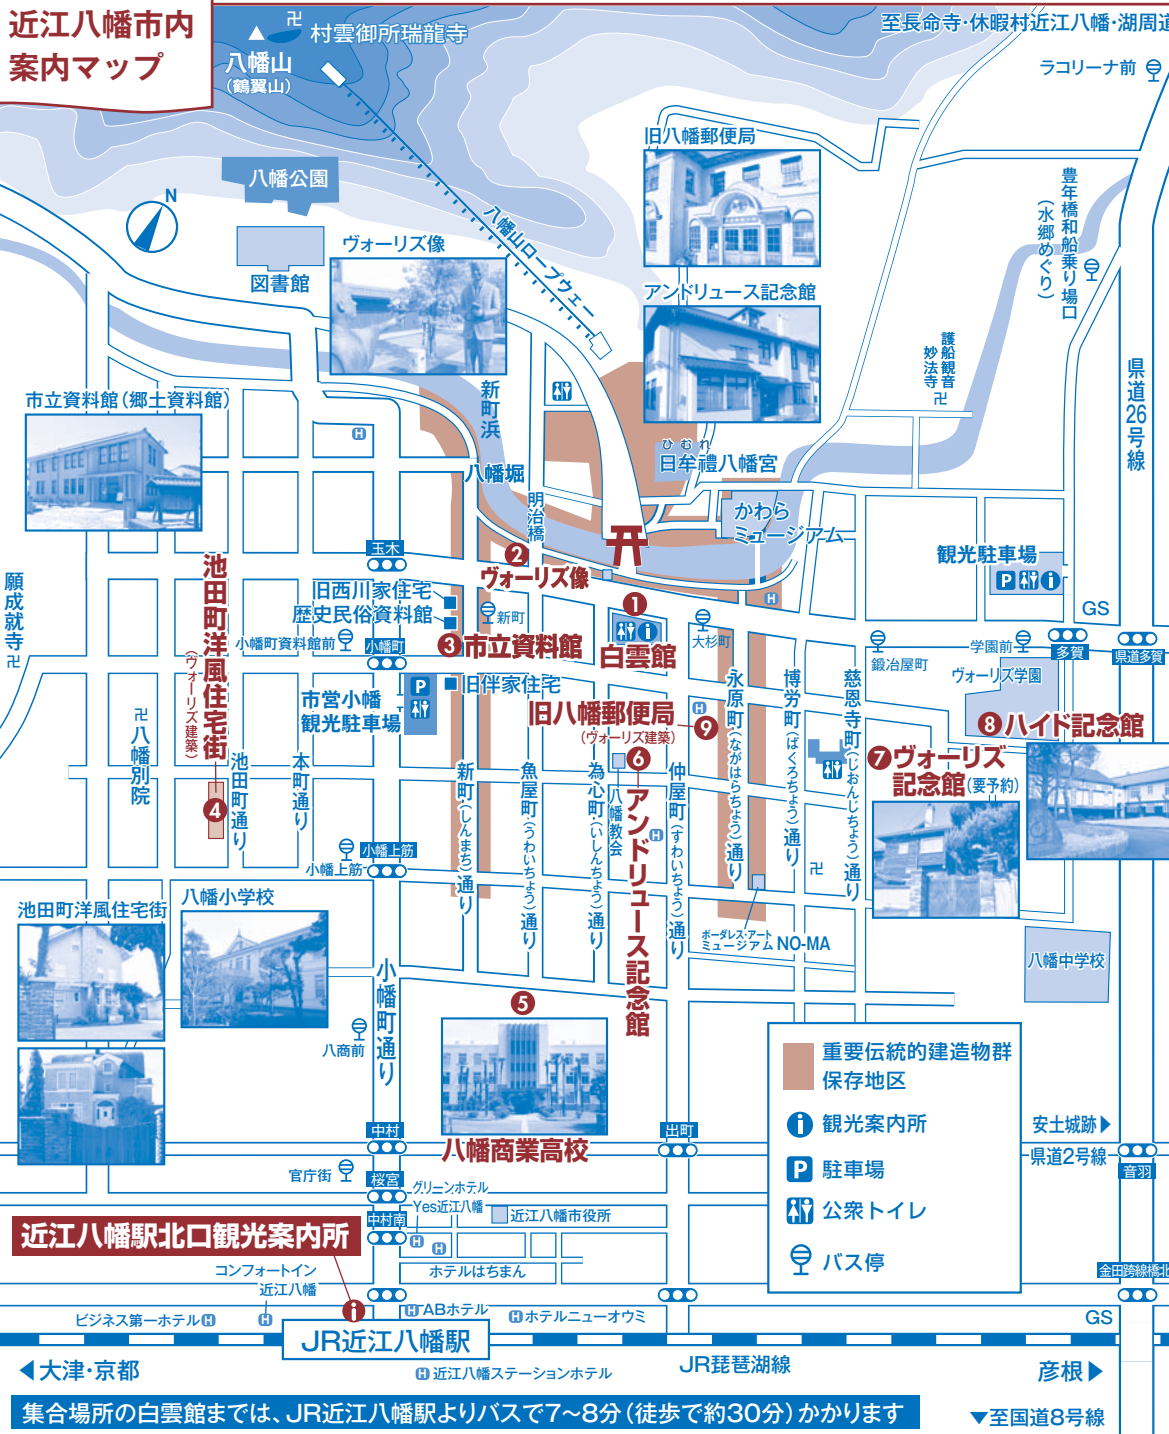 近江八幡市内
案内マップ
卍
村雲御所瑞龍寺
八幡山
(鶴翼山)
至長命寺・休暇村近江八幡・湖周道
ラコリーナ前
旧八幡郵便局
八幡公園
N
図書館
ヴォーリズ像
八幡山ロープウェー
アンドリュース記念館
豊年橋和船乗り場口
(水郷めぐり)
護船観音
妙法寺
卍
県道26号線
市立資料館(郷土資料館)
新町浜
H
八幡堀
明治橋
ひむれ
日牟禮八幡宮
かわら
ミュージアム
観光駐車場
P
i
GS
玉木
2
ヴォーリズ像
池田町洋風住宅街
(ヴォーリズ建築)
願成就寺
卍
旧西川家住宅
歴史民俗資料館
新町
小幡町資料館前
小幡町
3 市立資料館
1
i
白雲館
大杉町
H
鍛冶屋町
学園前
多賀
県道多賀
ヴォーリズ学園
旧伴家住宅
市営小幡
観光駐車場
P
旧八幡郵便局
(ヴォーリズ建築)
9
H
8 ハイド記念館
7 ヴォーリズ
記念館(要予約)
卍八幡別院
4
池田町通り
本町通り
新町(しんまち)通り
魚屋町(うわいちょう)通り
為心町(いしんちょう)通り
八幡教会
6
アンドリュース記念館
H
仲屋町(すわいちょう)通り
永原町(ながはらちょう)通り
博労町(ばくろちょう)通り
慈恩寺町(じおんじちょう)通り
卍
小幡上筋
小幡上筋
池田町洋風住宅街
八幡小学校
ボーダレス・アート
ミュージアム NO-MA
八幡中学校
小幡町通り
八商前
5
八幡商業高校
重要伝統的建造物群
保存地区
i 観光案内所
P 駐車場
公衆トイレ
バス停
中村
出町
安土城跡▶
県道2号線
音羽
官庁街
桜宮
グリーンホテル
Yes近江八幡
中村南
近江八幡市役所
H
H
近江八幡駅北口観光案内所
ホテルはちまん
コンフォートイン
近江八幡
金田跨線橋北
ビジネス第一ホテル H
H
i
H ABホテル
H ホテルニューオウミ
GS
JR近江八幡駅
◀大津・京都
H 近江八幡ステーションホテル
JR琵琶湖線
彦根▶
集合場所の白雲館までは、JR近江八幡駅よりバスで7〜8分(徒歩で約30分)かかります
▼至国道8号線